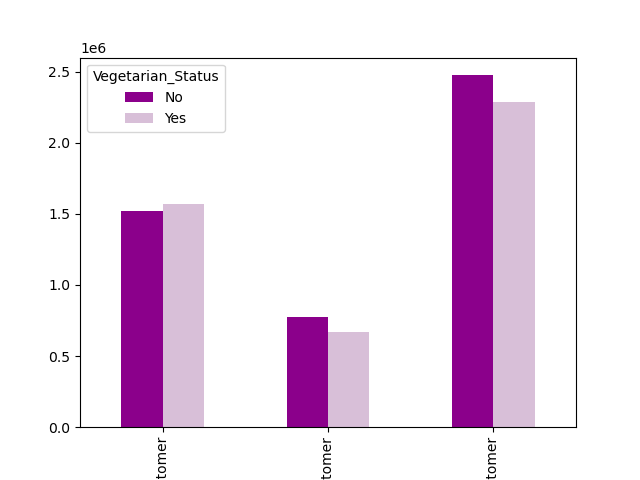 1e6
2.5
2.0
1.5
1.0
0.5
0.0
Vegetarian_Status
No
Yes
tomer
tomer
tomer